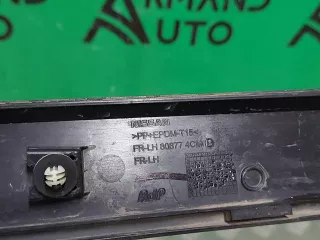 ARMAND
AUTO
NISSAN
>PP+EPDM-T15<
FR-LH 80877 4CM
FR-LH